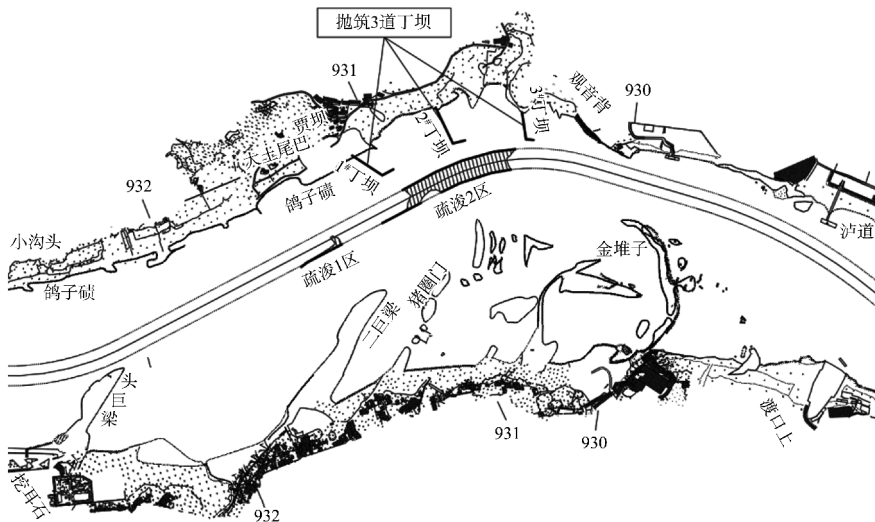 抛筑3道丁坝
931
观音背
930
3#丁坝
2#丁坝
贾坝
大土尾巴
1#丁坝
932
鸽子碛
疏浚2区
泸道
小沟头
金堆子
疏浚1区
鸽子碛
猪圈门
二巨梁
头巨梁
931
930
渡口上
挖耳石
932